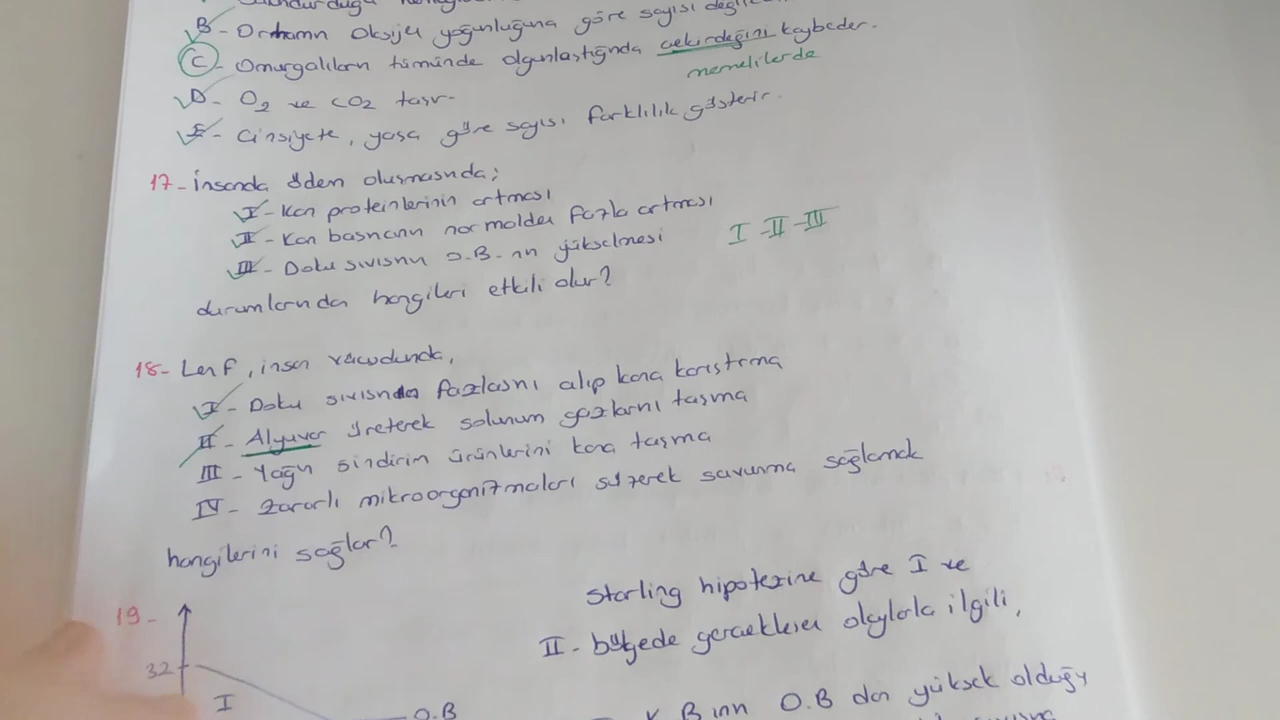 B- Ortamın Oksijen yoğunluğuna göre sayısı
C- Omurgalıların tümünde olgunlaştığında çekirdeğini kaybeder.
memelilerde
D- O2 ve CO2 taşır.
E- Cinsiyete, yaşa göre sayısı farklılık gösterir.
17- İnsanda ödem oluşmasında;
I- Kan proteinlerinin artması
II- Kan basıncının normalden fazla artması
III- Doku sıvısının O.B-nın yükselmesi
I-II-III
durumlarından hangileri etkili olur?
18- Lenf, insan vücudunda,
I- Doku sıvısından fazlasını alıp kana karıştırma
II- Alyuvar üreterek solunum gazlarını taşıma
III- Yağın sindirim ürünlerini kana taşıma
IV- Zararlı mikroorganizmaları süzerek savunma sağlamak
hangilerini sağlar?
19-
32
I
O.B
Starling hipotezine göre I ve
II- bölgede gerçekleşen olaylarla ilgili,
K.B ının O.B dan yüksek olduğu